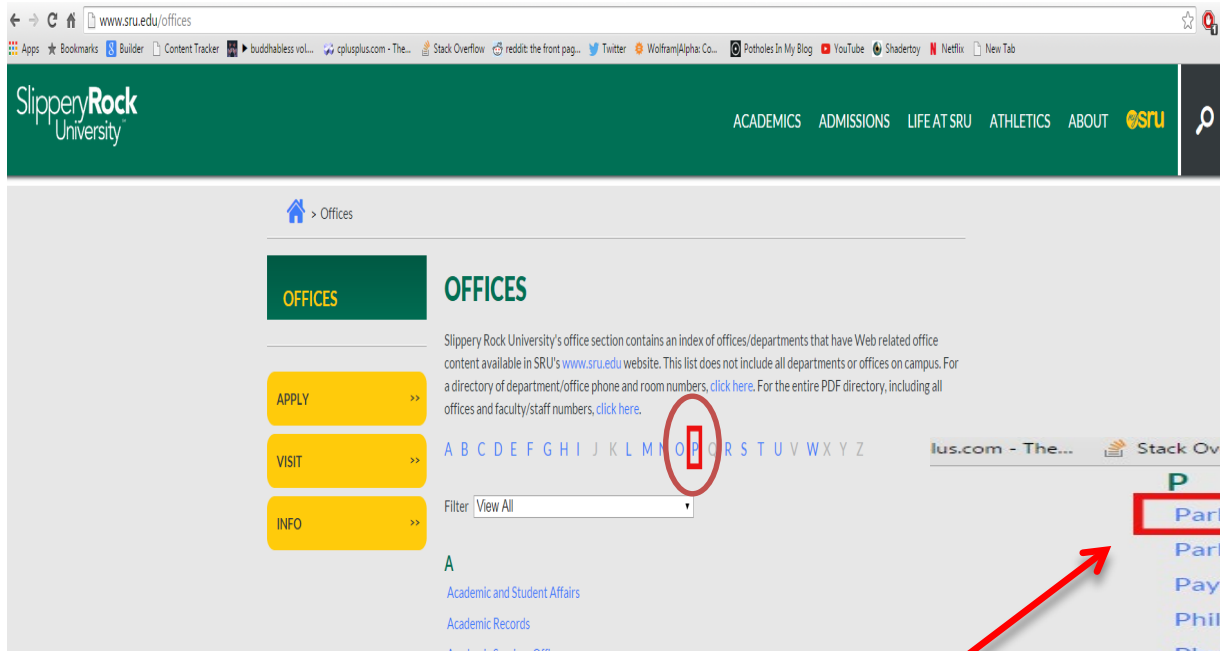 www.sru.edu/offices
Apps Bookmarks Builder Content Tracker buddhabless vol... cplusplus.com - The... Stack Overflow reddit: the front pag... Twitter Wolfram|Alpha: Co... Potholes In My Blog YouTube Shadertoy Netflix New Tab
SlipperyRock
University
ACADEMICS ADMISSIONS LIFE AT SRU ATHLETICS ABOUT sru
> Offices
OFFICES
OFFICES
Slippery Rock University's office section contains an index of offices/departments that have Web related office
content available in SRU's www.sru.edu website. This list does not include all departments or offices on campus. For
a directory of department/office phone and room numbers, click here. For the entire PDF directory, including all
offices and faculty/staff numbers, click here.
APPLY >>
VISIT >>
INFO >>
A B C D E F G H I J K L M N O P Q R S T U V W X Y Z
Filter View All
A
Academic and Student Affairs
Academic Records
lus.com - The... Stack Ov
P
Par
Par
Pay
Phil